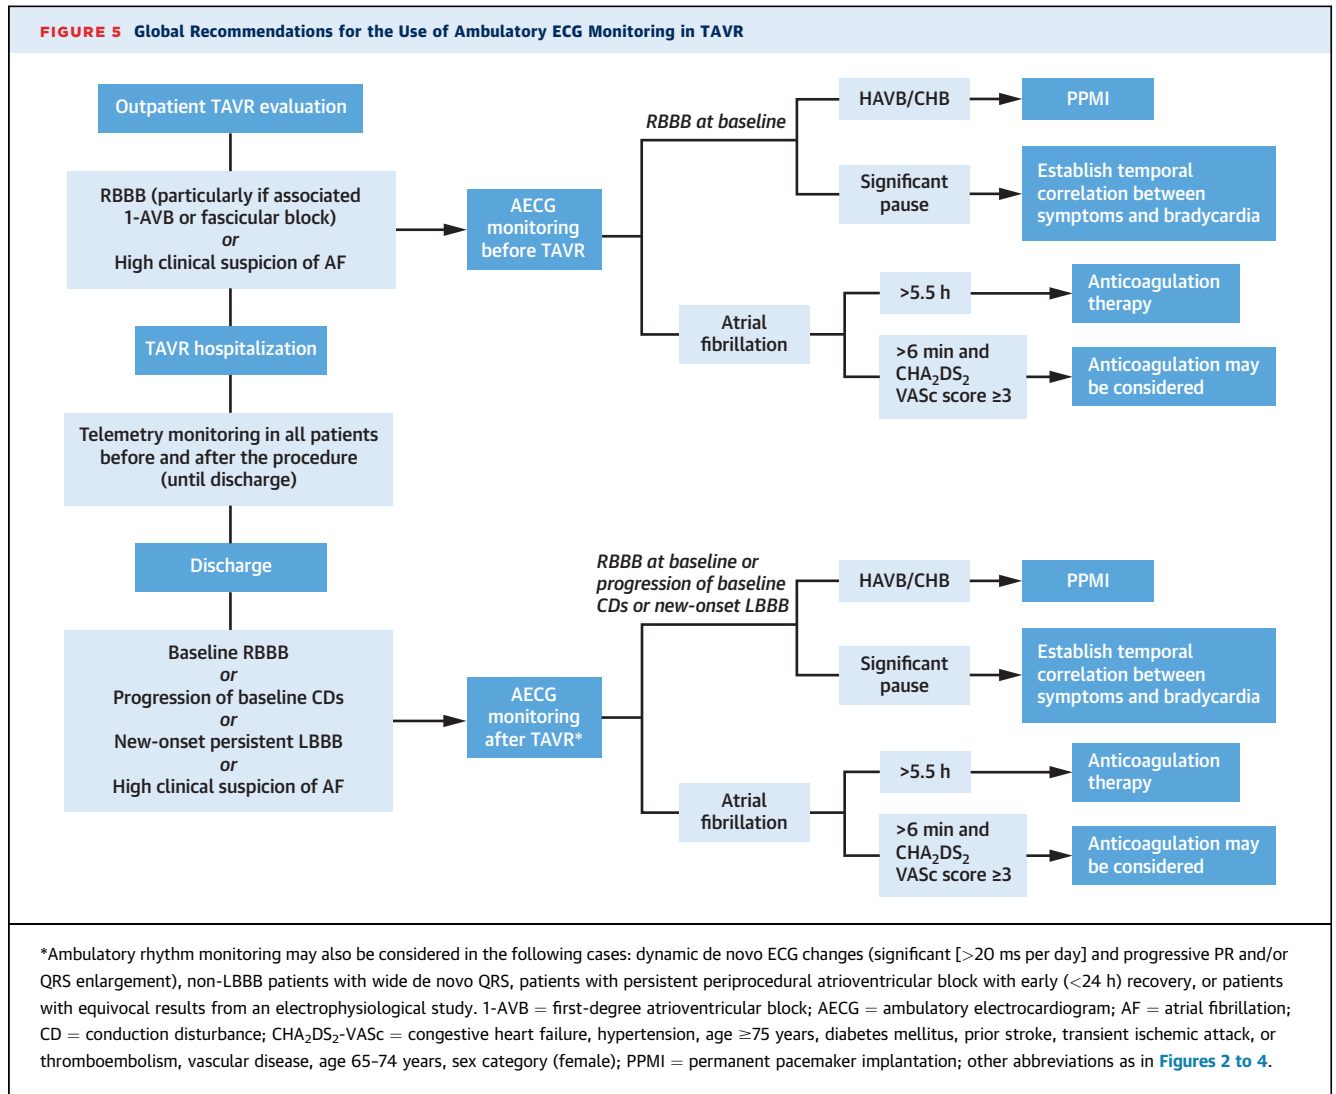 FIGURE 5 Global Recommendations for the Use of Ambulatory ECG Monitoring in TAVR
Outpatient TAVR evaluation
RBBB (particularly if associated
1-AVB or fascicular block)
or
High clinical suspicion of AF
AECG
monitoring
before TAVR
RBBB at baseline
HAVB/CHB
PPMI
Significant
pause
Establish temporal
correlation between
symptoms and bradycardia
Atrial
fibrillation
>5.5 h
Anticoagulation
therapy
>6 min and
CHA₂DS₂
VASc score ≥3
Anticoagulation may
be considered
TAVR hospitalization
Telemetry monitoring in all patients
before and after the procedure
(until discharge)
Discharge
Baseline RBBB
or
Progression of baseline CDs
or
New-onset persistent LBBB
or
High clinical suspicion of AF
AECG
monitoring
after TAVR*
RBBB at baseline or
progression of baseline
CDs or new-onset LBBB
HAVB/CHB
PPMI
Significant
pause
Establish temporal
correlation between
symptoms and bradycardia
Atrial
fibrillation
>5.5 h
Anticoagulation
therapy
>6 min and
CHA₂DS₂
VASc score ≥3
Anticoagulation may
be considered
*Ambulatory rhythm monitoring may also be considered in the following cases: dynamic de novo ECG changes (significant [>20 ms per day] and progressive PR and/or
QRS enlargement), non-LBBB patients with wide de novo QRS, patients with persistent periprocedural atrioventricular block with early (<24 h) recovery, or patients
with equivocal results from an electrophysiological study. 1-AVB = first-degree atrioventricular block; AECG = ambulatory electrocardiogram; AF = atrial fibrillation;
CD = conduction disturbance; CHA₂DS₂-VASc = congestive heart failure, hypertension, age ≥75 years, diabetes mellitus, prior stroke, transient ischemic attack, or
thromboembolism, vascular disease, age 65–74 years, sex category (female); PPMI = permanent pacemaker implantation; other abbreviations as in Figures 2 to 4.